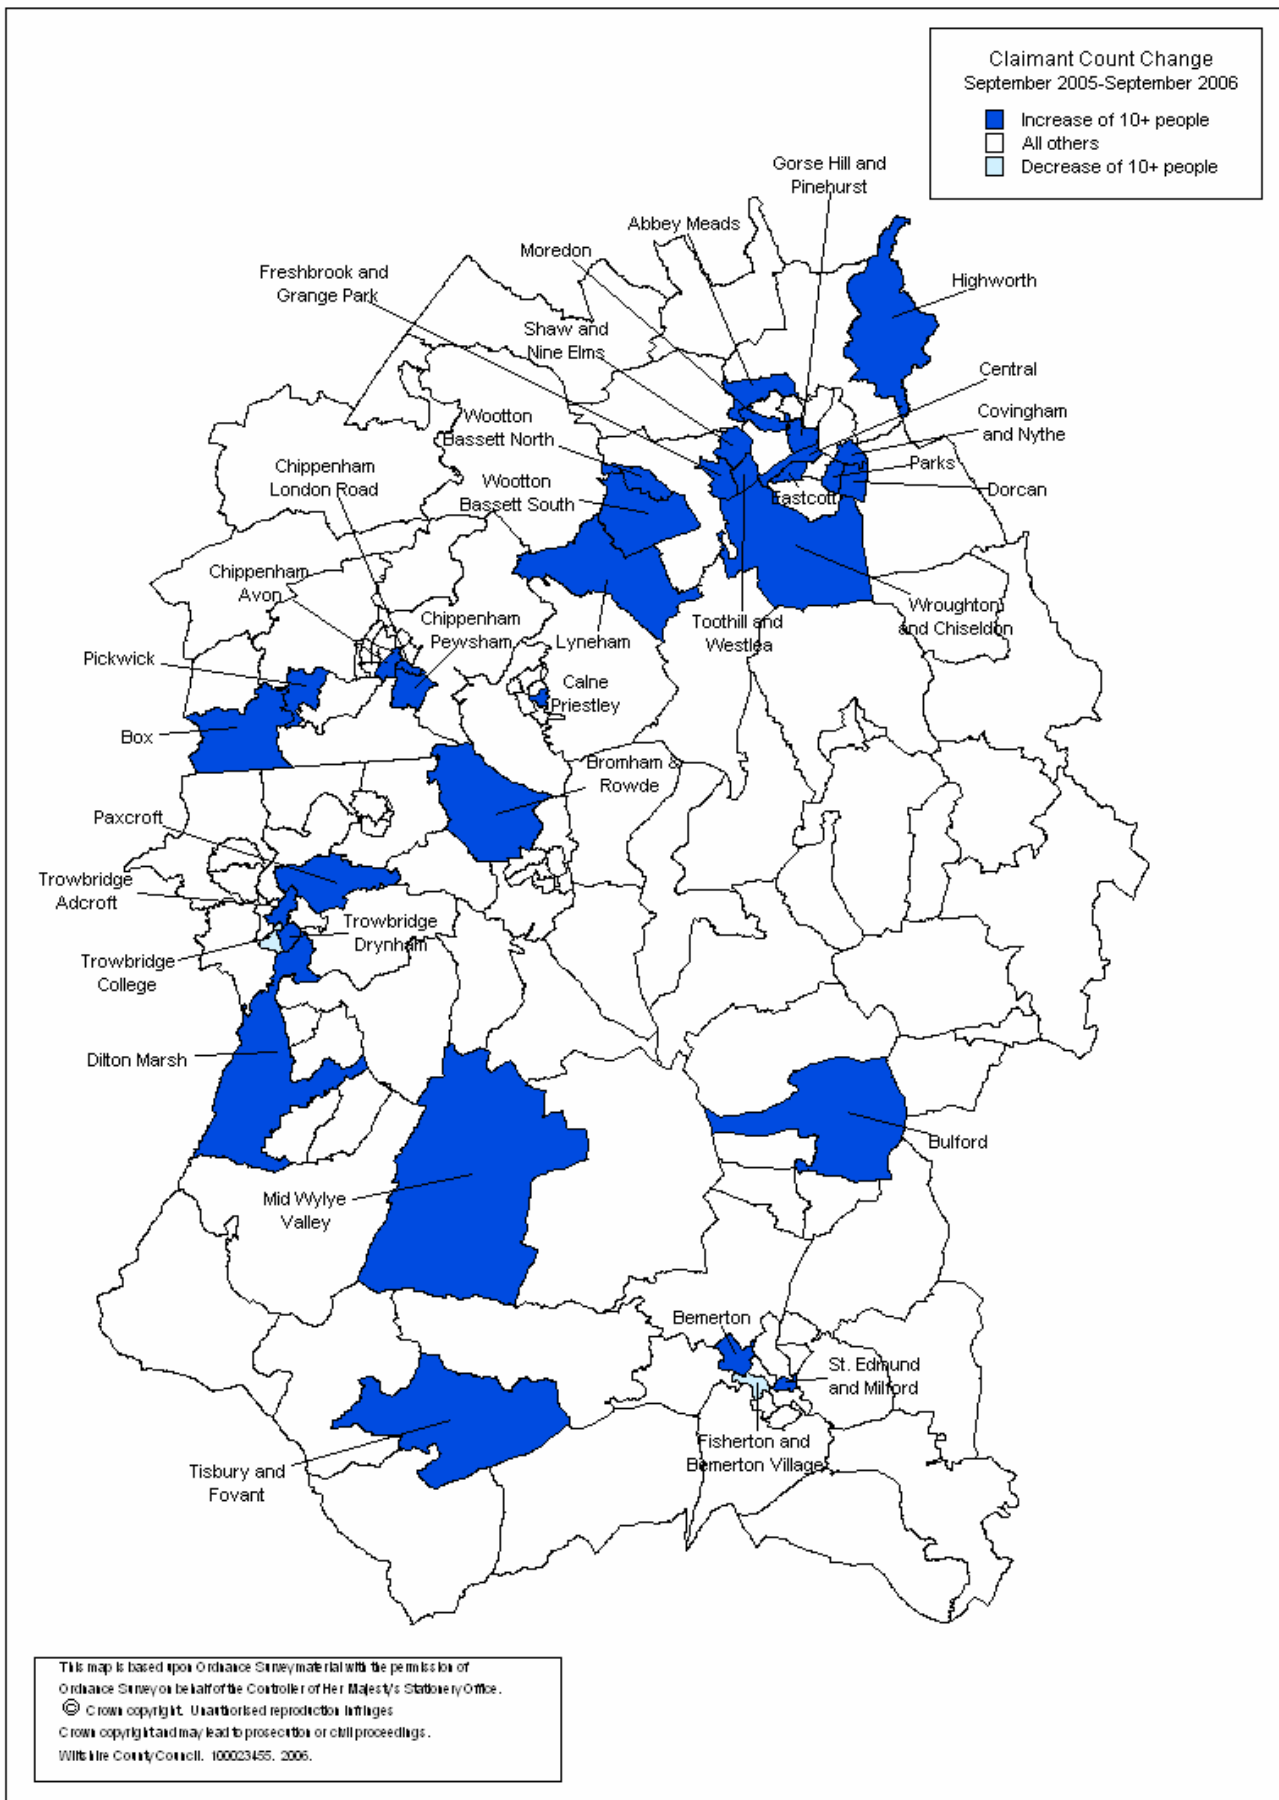 Claimant Count Change
September 2005-September 2006
Increase of 10+ people
All others
Decrease of 10+ people
Gorse Hill and
Pinehurst
Abbey Meads
Moredon
Freshbrook and
Grange Park
Highworth
Shaw and
Nine Elms
Central
Wootton
Bassett North
Covingham
and Nythe
Chippenham
London Road
Parks
Wootton
Bassett South
Dorcan
Eastcott
Chippenham
Avon
Wroughton
and Chiseldon
Chippenham
Pewsham
Lyneham
Toothill and
Westlea
Pickwick
Calne
Priestley
Box
Bromham &
Rowde
Paxcroft
Trowbridge
Adcroft
Trowbridge
Drynham
Trowbridge
College
Dilton Marsh
Bulford
Mid Wylye
Valley
Bemerton
St. Edmund
and Milford
Fisherton and
Bemerton Village
Tisbury and
Fovant
This map is based upon Ordnance Survey material with the permission of
Ordnance Survey on behalf of the Controller of Her Majesty's Stationery Office.
© Crown copyright. Unauthorised reproduction infringes
Crown copyright and may lead to prosecution or civil proceedings.
Wiltshire County Council. 100023455. 2006.